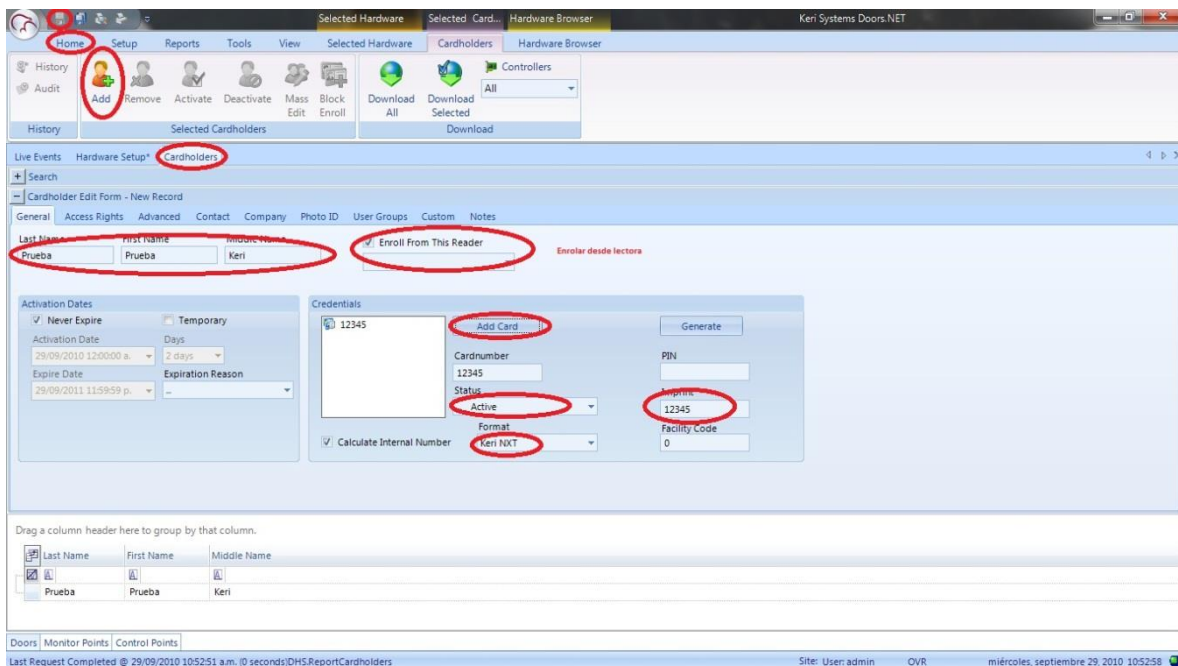 Selected Hardware Selected Card... Hardware Browser Keri Systems Doors.NET
Home Setup Reports Tools View Selected Hardware Cardholders Hardware Browser
History
Audit
Add Remove Activate Deactivate Mass Edit Block Enroll Download All Download Selected
Controllers
All
History Selected Cardholders Download
Live Events Hardware Setup* Cardholders
Search
Cardholder Edit Form - New Record
General Access Rights Advanced Contact Company Photo ID User Groups Custom Notes
Last Name First Name Middle Name Enroll From This Reader
Prueba Prueba Keri
Enrolar desde lectora
Activation Dates
Never Expire Temporary
Activation Date Days
29/09/2010 12:00:00 a. 2 days
Expire Date Expiration Reason
29/09/2011 11:59:59 p. --
Credentials
12345
Add Card Generate
Cardnumber PIN
12345
Status Imprint
Active 12345
Format Facility Code
Calculate Internal Number Keri NXT 0
Drag a column header here to group by that column.
Last Name First Name Middle Name
Prueba Prueba Keri
Doors Monitor Points Control Points
Last Request Completed @ 29/09/2010 10:52:51 a.m. (0 seconds)DHS.ReportCardholders Site: User: admin OVR miércoles, septiembre 29, 2010 10:52:58